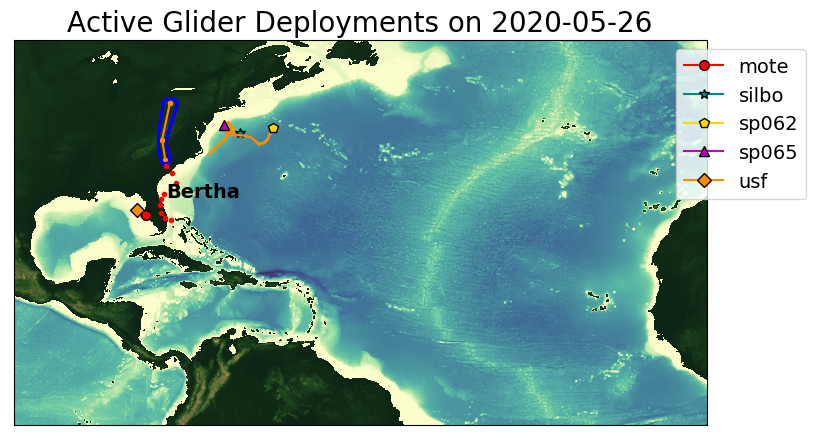 Active Glider Deployments on 2020-05-26
mote
silbo
sp062
sp065
usf
Bertha